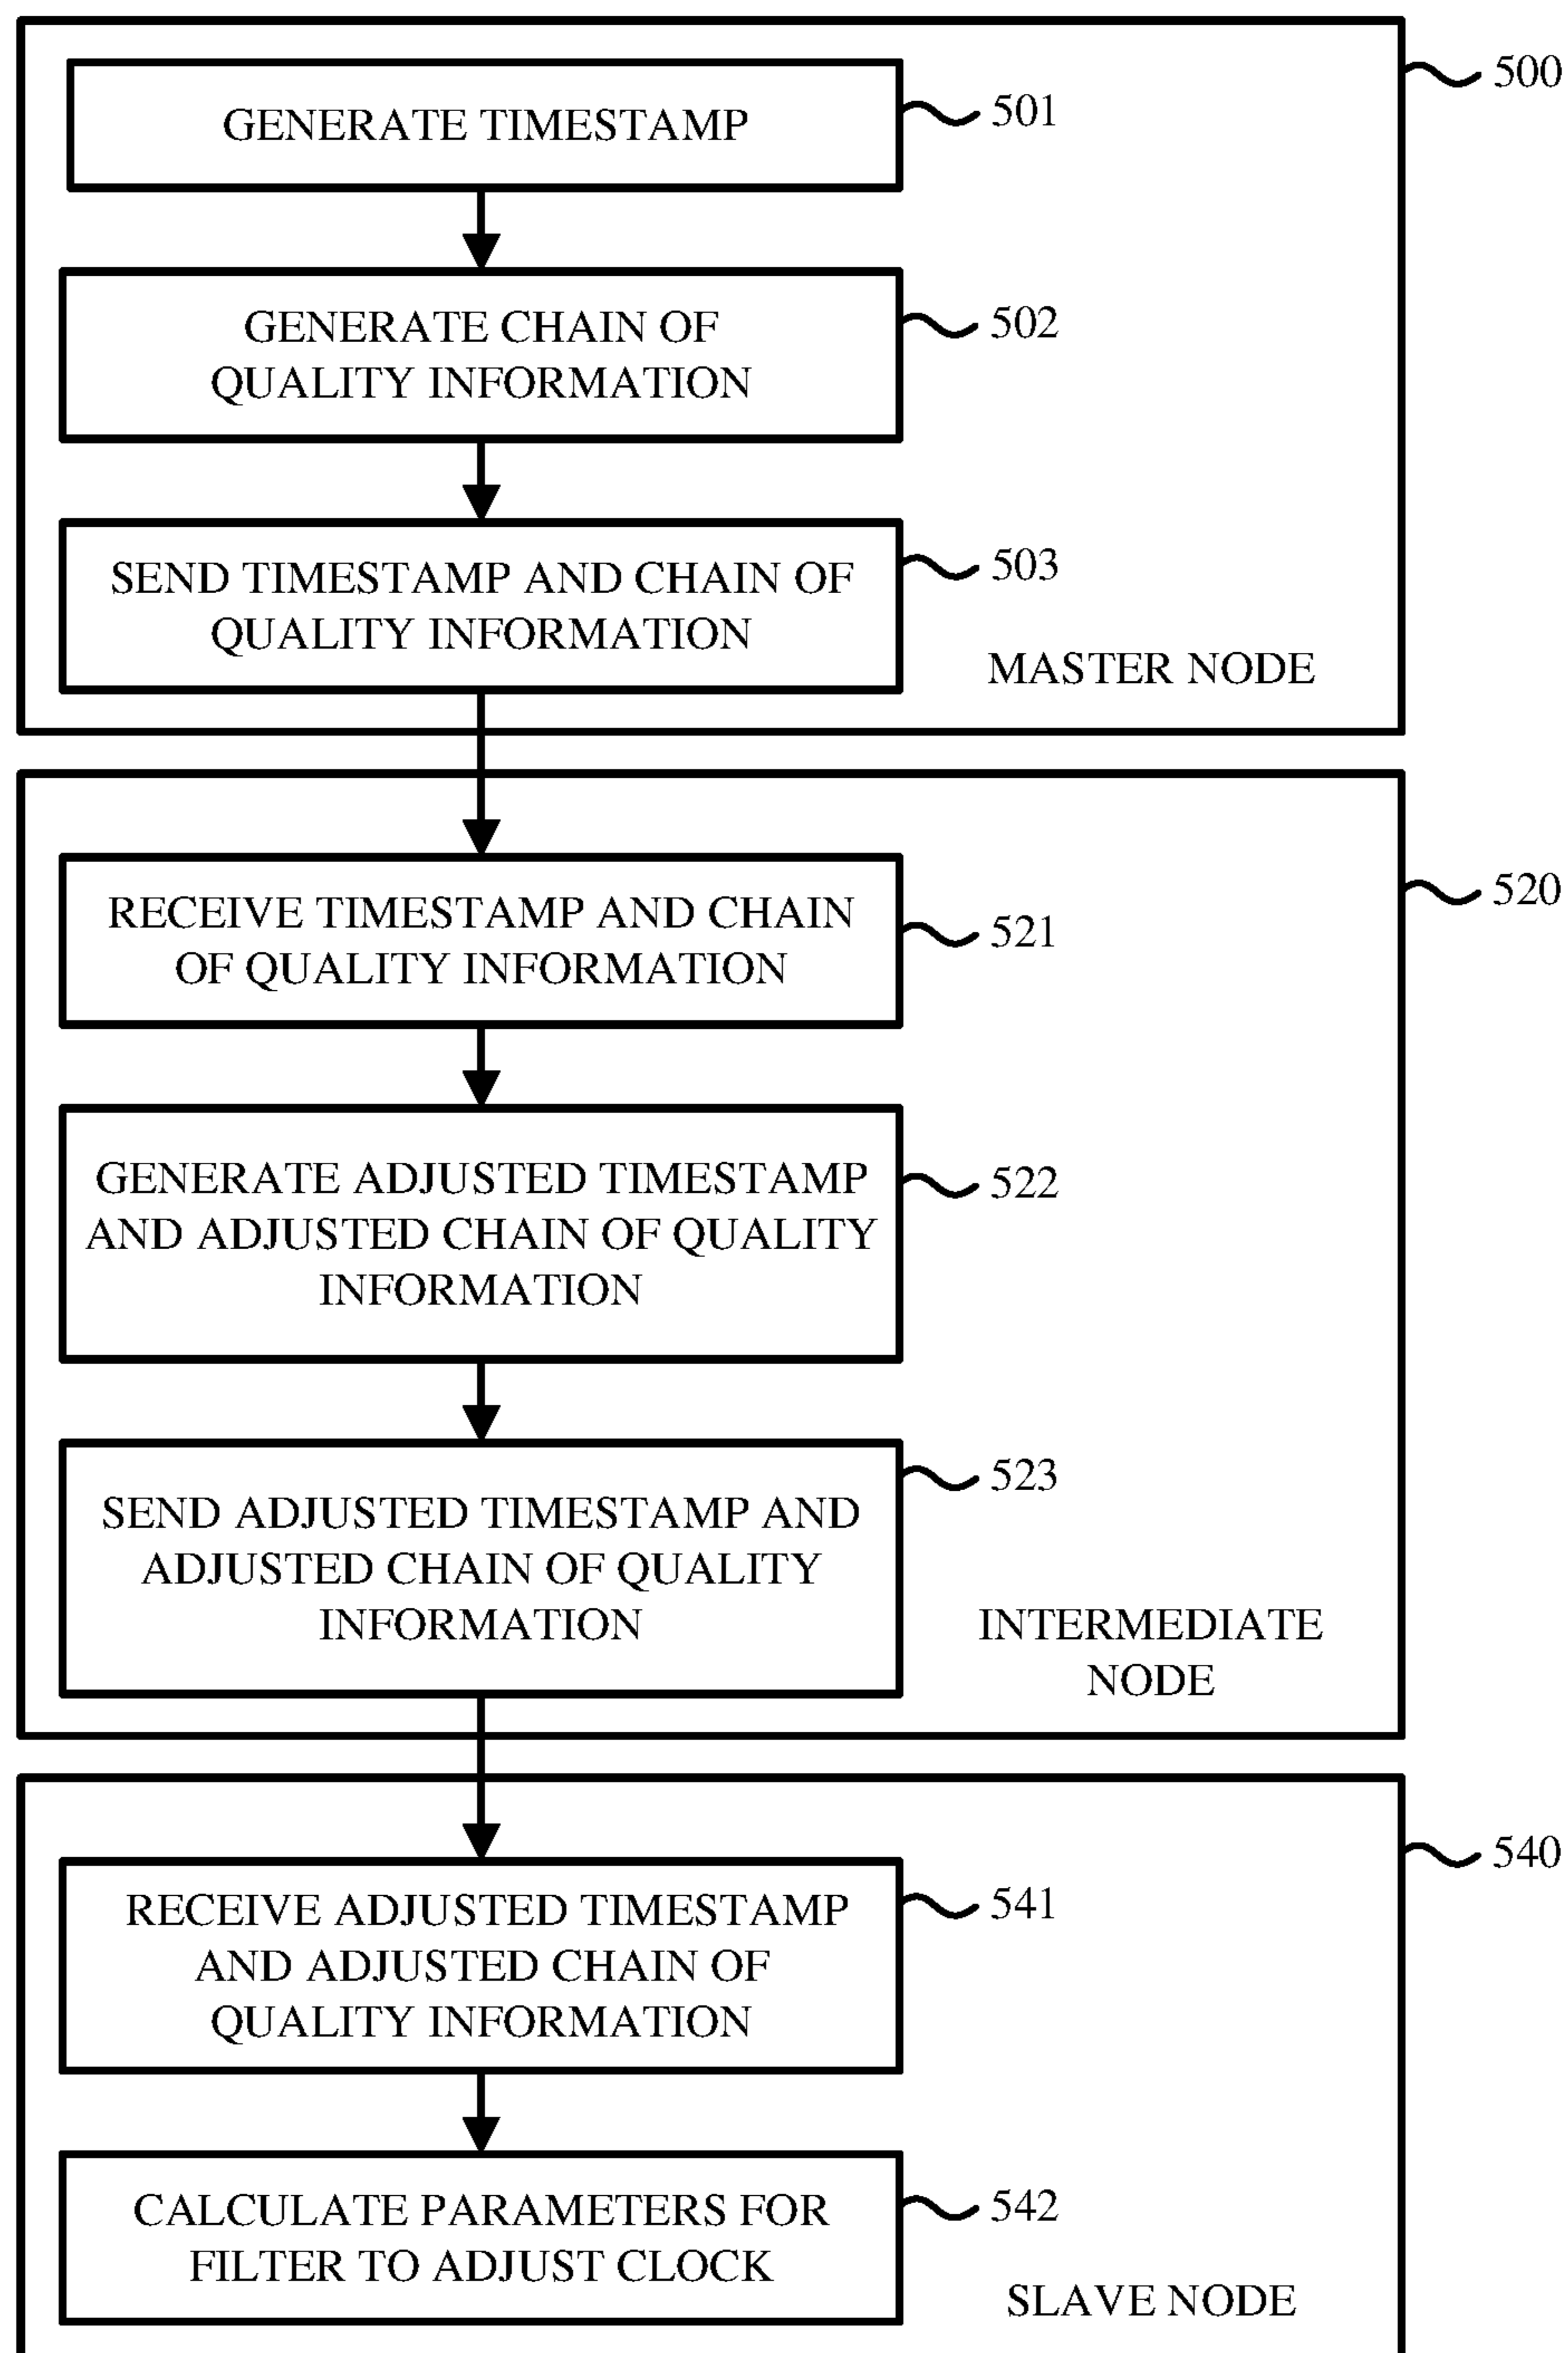 500
GENERATE TIMESTAMP
501
GENERATE CHAIN OF
QUALITY INFORMATION
502
SEND TIMESTAMP AND CHAIN OF
QUALITY INFORMATION
503
MASTER NODE
520
RECEIVE TIMESTAMP AND CHAIN
OF QUALITY INFORMATION
521
GENERATE ADJUSTED TIMESTAMP
AND ADJUSTED CHAIN OF QUALITY
INFORMATION
522
SEND ADJUSTED TIMESTAMP AND
ADJUSTED CHAIN OF QUALITY
INFORMATION
523
INTERMEDIATE
NODE
540
RECEIVE ADJUSTED TIMESTAMP
AND ADJUSTED CHAIN OF
QUALITY INFORMATION
541
CALCULATE PARAMETERS FOR
FILTER TO ADJUST CLOCK
542
SLAVE NODE